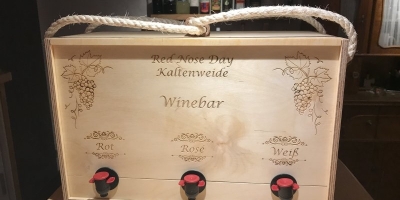 Red Nose Day
Kaltenweide
Winebar
Rot
Rosé
Weiß